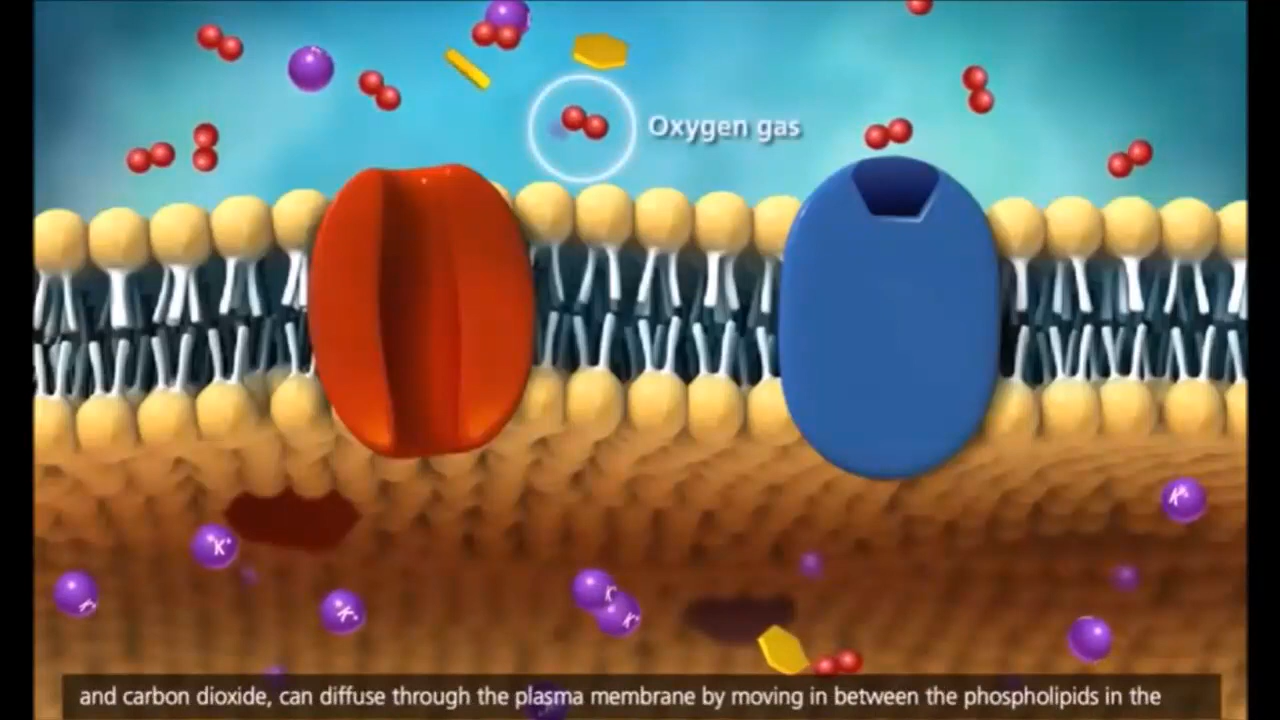 Oxygen gas
K⁺
K⁺
K⁺
K⁺
K
K⁺
and carbon dioxide, can diffuse through the plasma membrane by moving in between the phospholipids in the